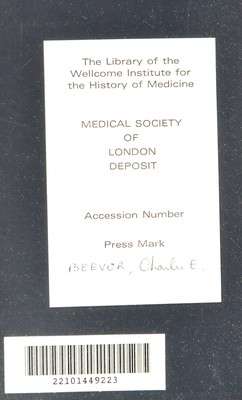 The Library of the
Wellcome Institute for
the History of Medicine
MEDICAL SOCIETY
OF
LONDON
DEPOSIT
Accession Number
Press Mark
BEEVOR, Charles E.
22101449223